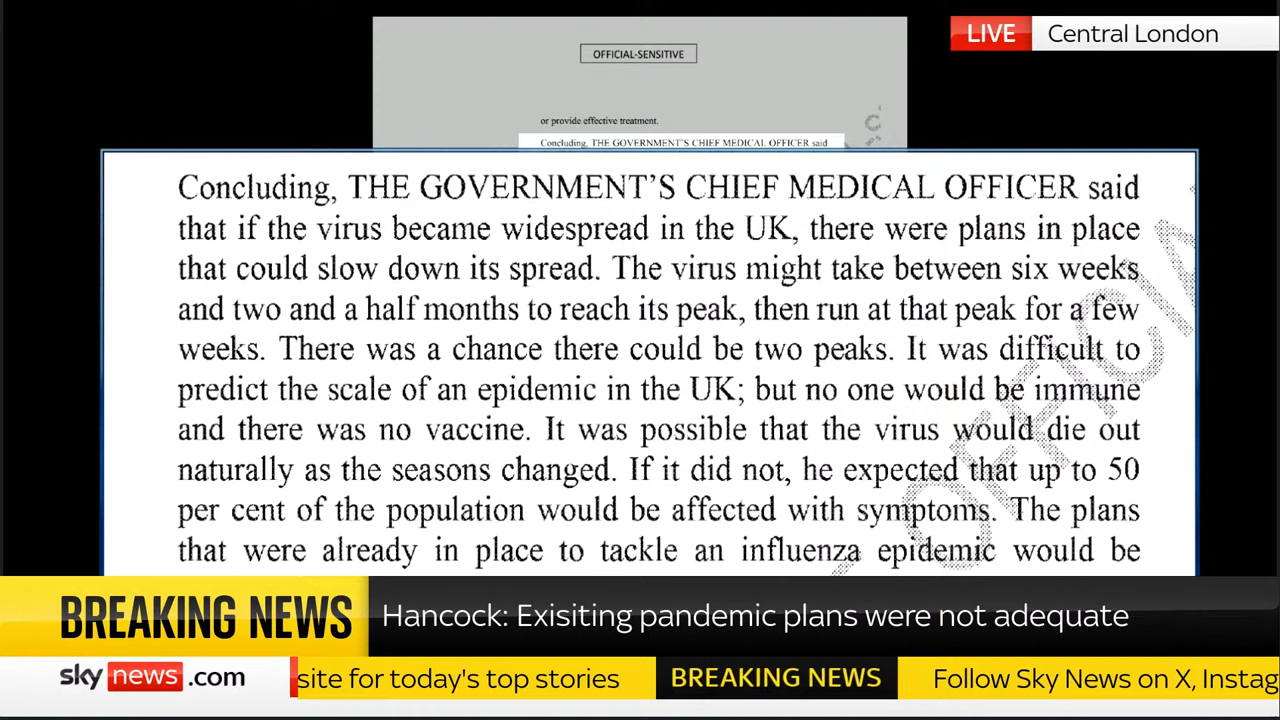 LIVE Central London
OFFICIAL-SENSITIVE
or provide effective treatment.
Concluding, THE GOVERNMENT'S CHIEF MEDICAL OFFICER said
Concluding, THE GOVERNMENT'S CHIEF MEDICAL OFFICER said
that if the virus became widespread in the UK, there were plans in place
that could slow down its spread. The virus might take between six weeks
and two and a half months to reach its peak, then run at that peak for a few
weeks. There was a chance there could be two peaks. It was difficult to
predict the scale of an epidemic in the UK; but no one would be immune
and there was no vaccine. It was possible that the virus would die out
naturally as the seasons changed. If it did not, he expected that up to 50
per cent of the population would be affected with symptoms. The plans
that were already in place to tackle an influenza epidemic would be
OFFICIA
BREAKING NEWS
Hancock: Exisiting pandemic plans were not adequate
sky news .com
site for today's top stories BREAKING NEWS Follow Sky News on X, Instag